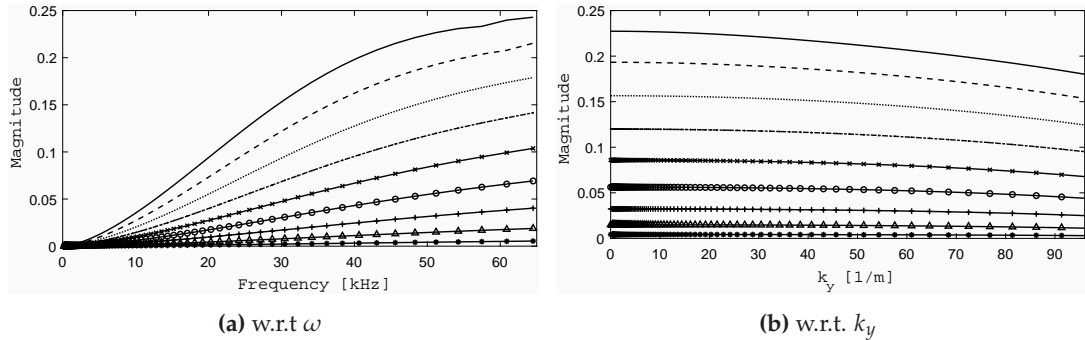 0.25
0.2
0.15
0.1
0.05
0
Magnitude
0 10 20 30 40 50 60
Frequency [kHz]
(a) w.r.t ω
0.25
0.2
0.15
0.1
0.05
0
Magnitude
0 10 20 30 40 50 60 70 80 90
k_y [1/m]
(b) w.r.t. k_y